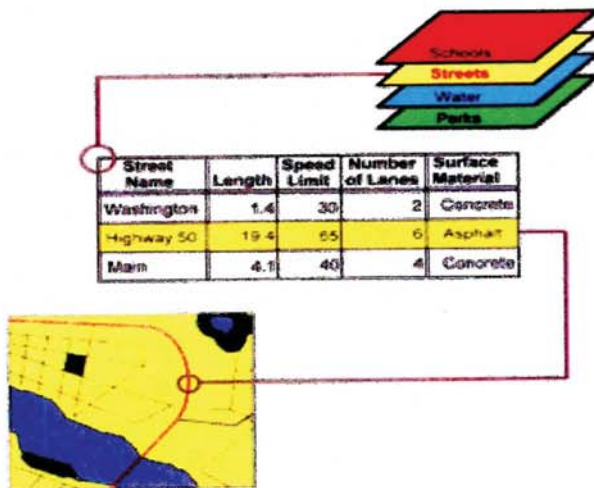 Schools
Streets
Water
Parks
Street Name Length Speed Limit Number of Lanes Surface Material
Washington 1.4 30 2 Concrete
Highway 50 19.4 65 6 Asphalt
Main 4.1 40 4 Concrete